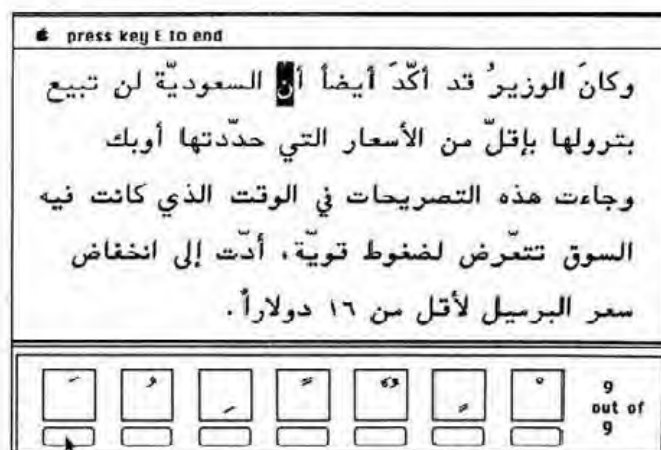 press key E to end
وكانَ الوزيرُ قد أكّدَ أيضاً أن السعوديّة لن تبيع
بترولها بإقلّ من الأسعار التي حدّدتها أوبك
وجاءت هذه التصريحات في الوقت الذي كانت فيه
السوق تتعّرض لضغوط قويّة، أدّت إلى انخفاض
سعر البرميل لأقل من ١٦ دولاراً.
َ ُ ِ ً ٌ ٍ ْ
9
out of
9